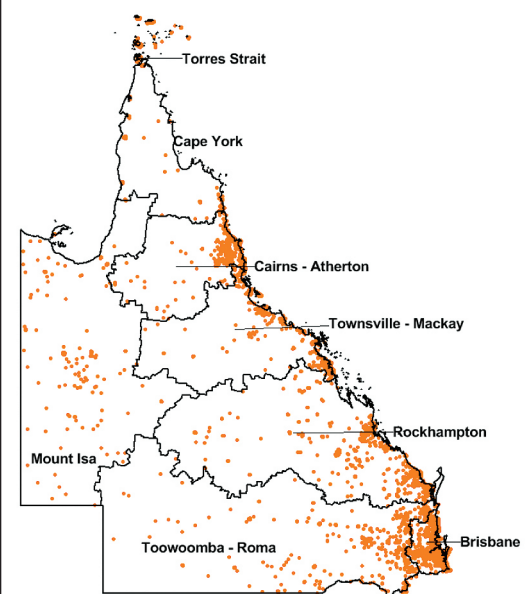 Torres Strait
Cape York
Cairns - Atherton
Townsville - Mackay
Rockhampton
Mount Isa
Brisbane
Toowoomba - Roma